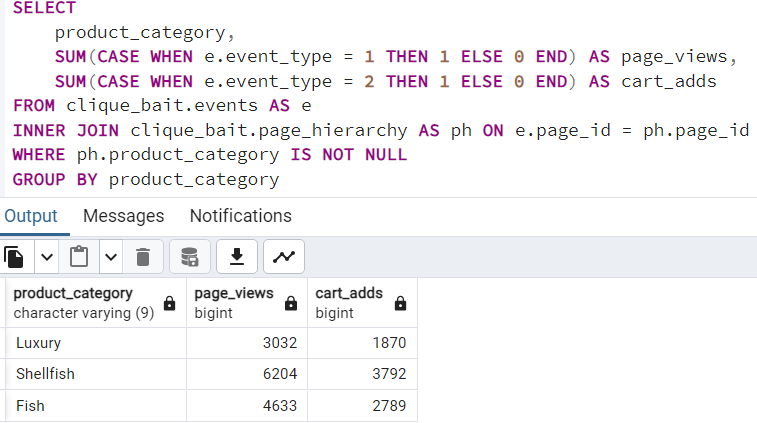 SELECT
product_category,
SUM(CASE WHEN e.event_type = 1 THEN 1 ELSE 0 END) AS page_views,
SUM(CASE WHEN e.event_type = 2 THEN 1 ELSE 0 END) AS cart_adds
FROM clique_bait.events AS e
INNER JOIN clique_bait.page_hierarchy AS ph ON e.page_id = ph.page_id
WHERE ph.product_category IS NOT NULL
GROUP BY product_category
Output Messages Notifications
product_category page_views cart_adds
character varying (9) bigint bigint
Luxury 3032 1870
Shellfish 6204 3792
Fish 4633 2789